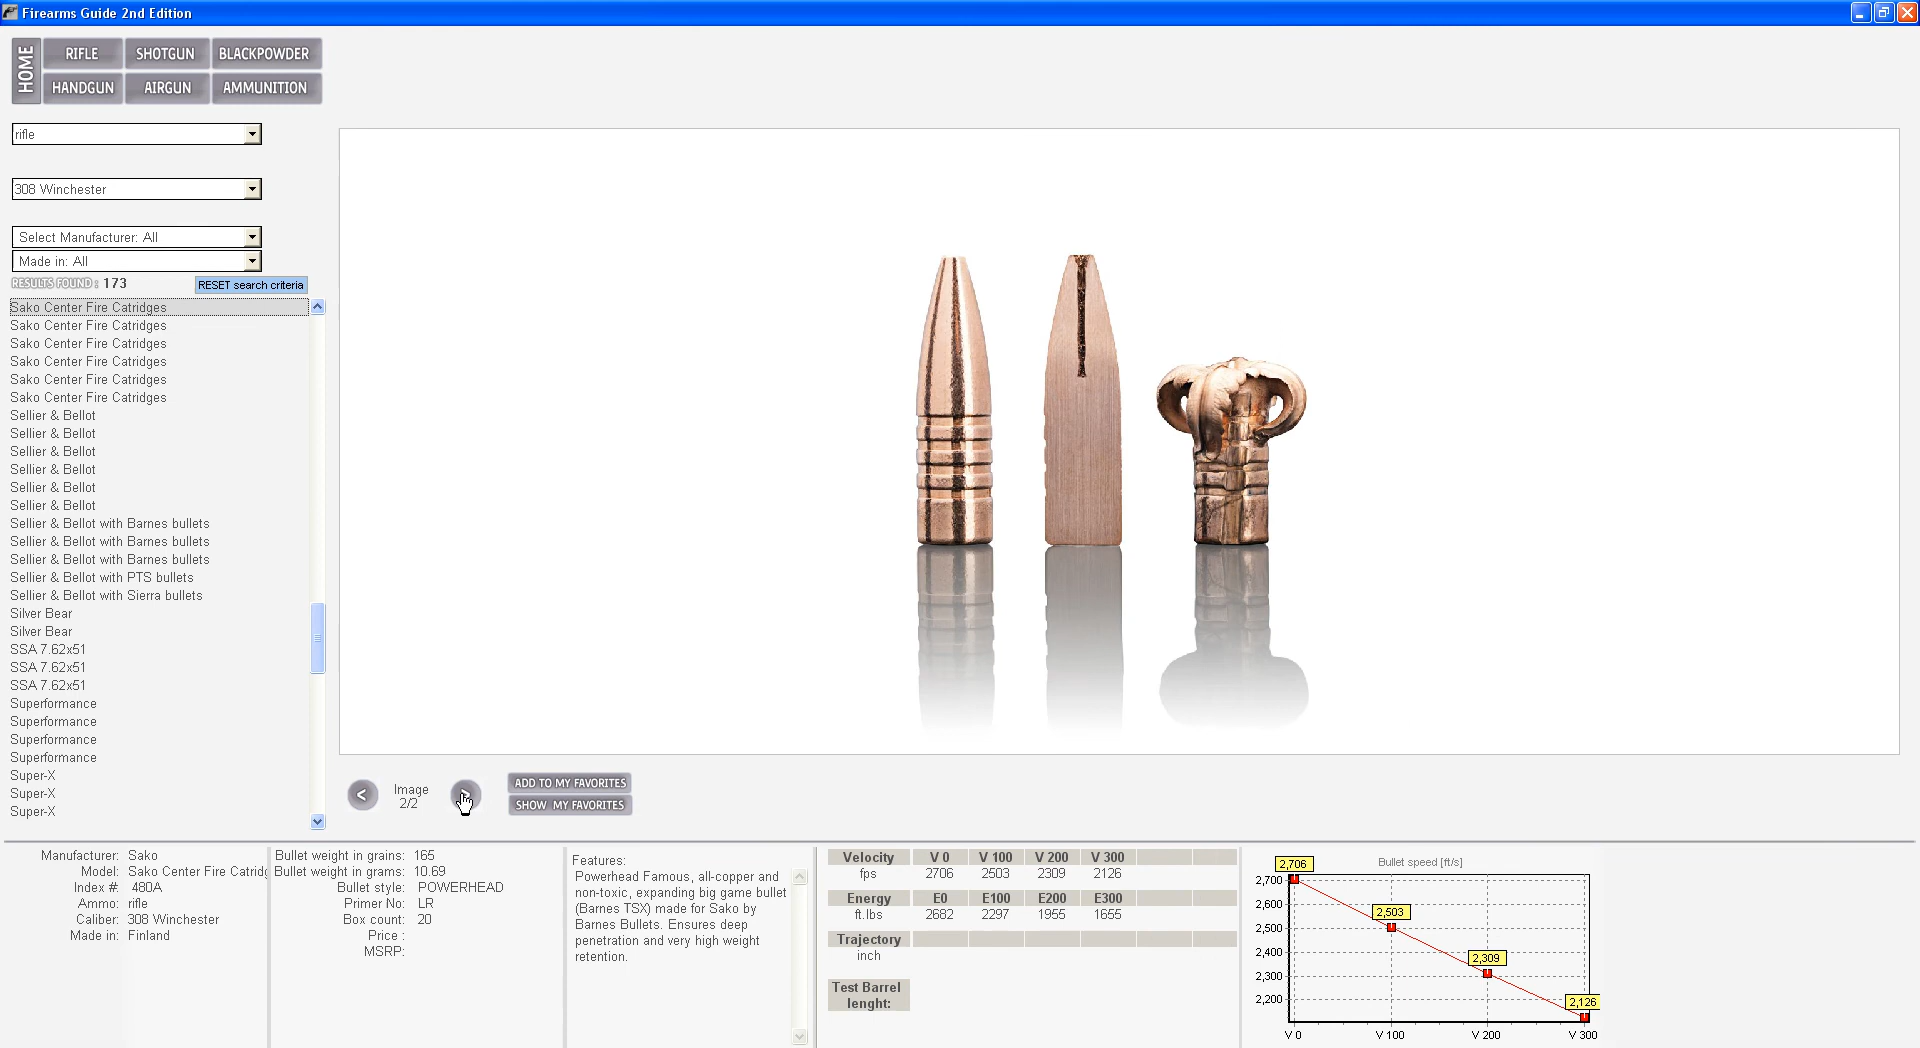 Firearms Guide 2nd Edition
HOME
RIFLE SHOTGUN BLACKPOWDER
HANDGUN AIRGUN AMMUNITION
rifle
308 Winchester
Select Manufacturer: All
Made in: All
RESULTS FOUND : 173 RESET search criteria
Sako Center Fire Catridges
Sako Center Fire Catridges
Sako Center Fire Catridges
Sako Center Fire Catridges
Sako Center Fire Catridges
Sako Center Fire Catridges
Sellier & Bellot
Sellier & Bellot
Sellier & Bellot
Sellier & Bellot
Sellier & Bellot
Sellier & Bellot
Sellier & Bellot with Barnes bullets
Sellier & Bellot with Barnes bullets
Sellier & Bellot with Barnes bullets
Sellier & Bellot with PTS bullets
Sellier & Bellot with Sierra bullets
Silver Bear
Silver Bear
SSA 7.62x51
SSA 7.62x51
SSA 7.62x51
Superformance
Superformance
Superformance
Superformance
Super-X
Super-X
Super-X
< Image >
2/2
ADD TO MY FAVORITES
SHOW MY FAVORITES
Manufacturer: Sako
Model: Sako Center Fire Catridg
Index #: 480A
Ammo: rifle
Caliber: 308 Winchester
Made in: Finland
Bullet weight in grains: 165
Bullet weight in grams: 10.69
Bullet style: POWERHEAD
Primer No: LR
Box count: 20
Price :
MSRP:
Features:
Powerhead Famous, all-copper and
non-toxic, expanding big game bullet
(Barnes TSX) made for Sako by
Barnes Bullets. Ensures deep
penetration and very high weight
retention.
Velocity V 0 V 100 V 200 V 300
fps 2706 2503 2309 2126
Energy E0 E100 E200 E300
ft.lbs 2682 2297 1955 1655
Trajectory
inch
Test Barrel
lenght:
Bullet speed [ft/s]
2,706
2,503
2,309
2,126
2,700
2,600
2,500
2,400
2,300
2,200
V 0 V 100 V 200 V 300